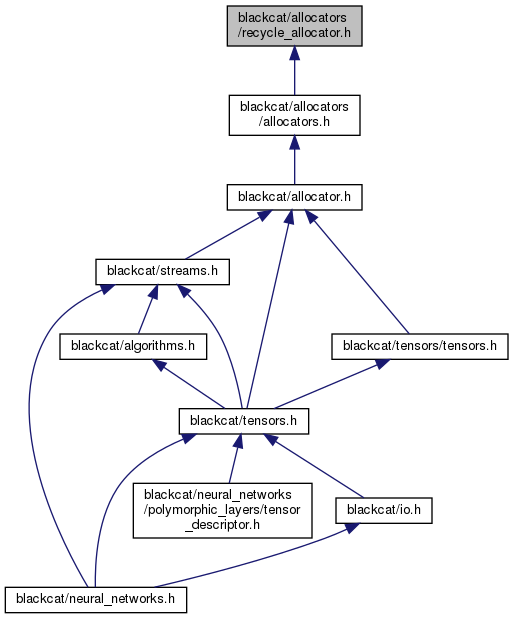 blackcat/allocators
/recycle_allocator.h
blackcat/allocators
/allocators.h
blackcat/allocator.h
blackcat/streams.h
blackcat/algorithms.h
blackcat/tensors/tensors.h
blackcat/tensors.h
blackcat/neural_networks
/polymorphic_layers/tensor
_descriptor.h
blackcat/io.h
blackcat/neural_networks.h